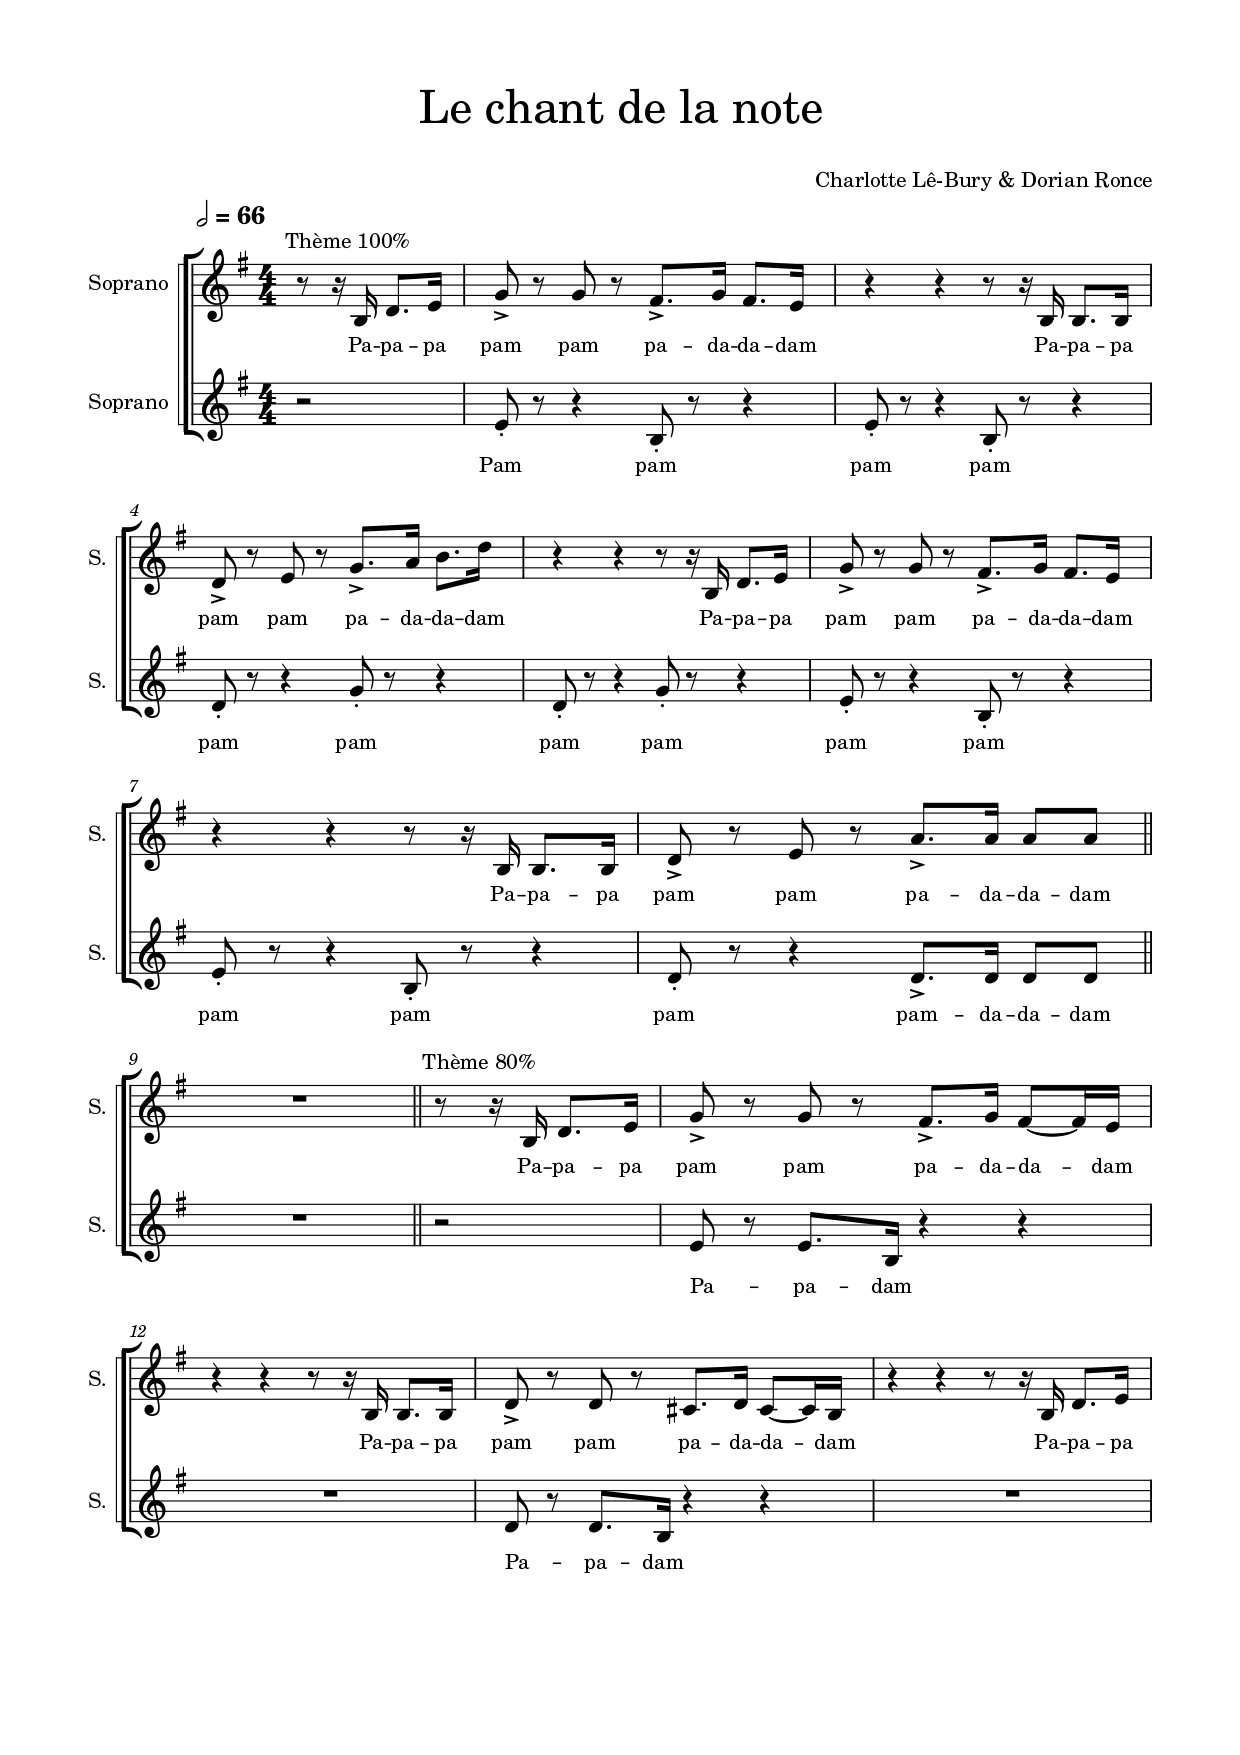 Le chant de la note
Charlotte Lê-Bury & Dorian Ronce
= 66
Thème 100%
Soprano
Pa – pa – pa pam pam pa – da – da – dam Pa – pa – pa
Soprano
Pam pam pam pam
4
S.
pam pam pa – da – da – dam Pa – pa – pa pam pam pa – da – da – dam
S.
pam pam pam pam pam pam
7
S.
Pa – pa – pa pam pam pa – da – da – dam
S.
pam pam pam pam – da – da – dam
9
Thème 80%
S.
Pa – pa – pa pam pam pa – da – da – dam
S.
Pa – pa – dam
12
S.
Pa – pa – pa pam pam pa – da – da – dam Pa – pa – pa
S.
Pa – pa – dam